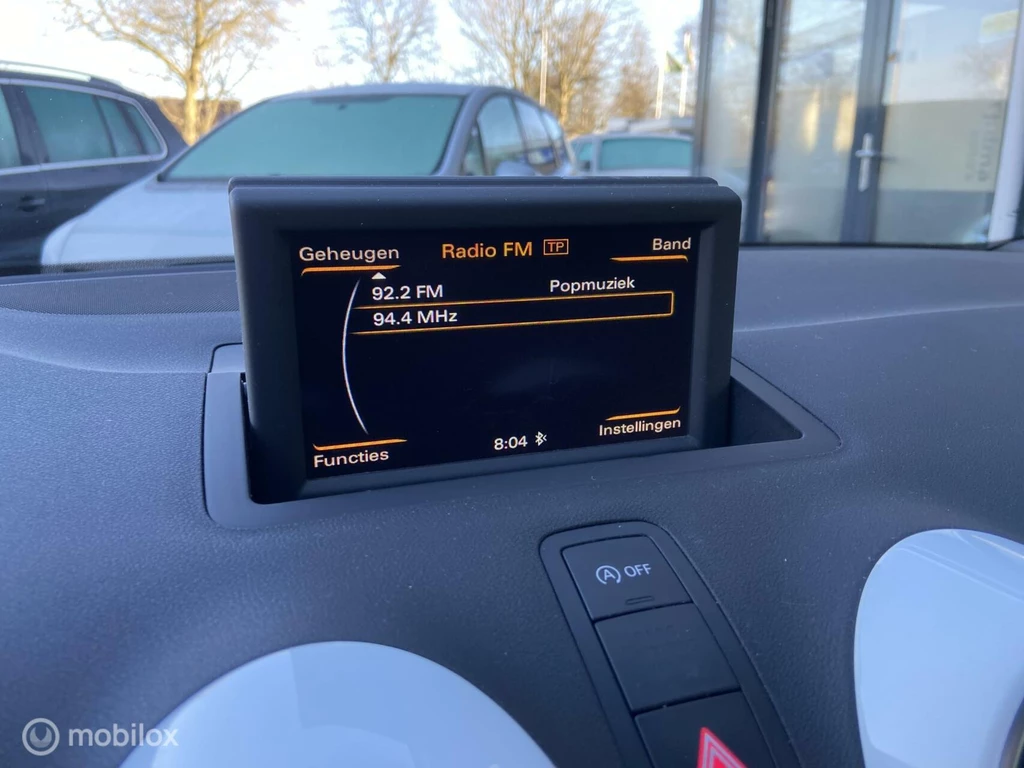 Geheugen Radio FM TP Band
92.2 FM Popmuziek
94.4 MHz
8:04 Instellingen
Functies
A OFF
mobilox